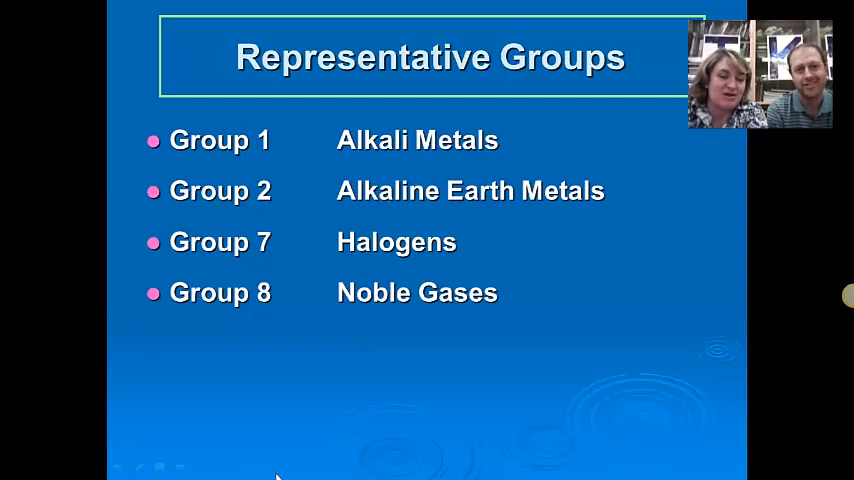 Representative Groups
Group 1 Alkali Metals
Group 2 Alkaline Earth Metals
Group 7 Halogens
Group 8 Noble Gases